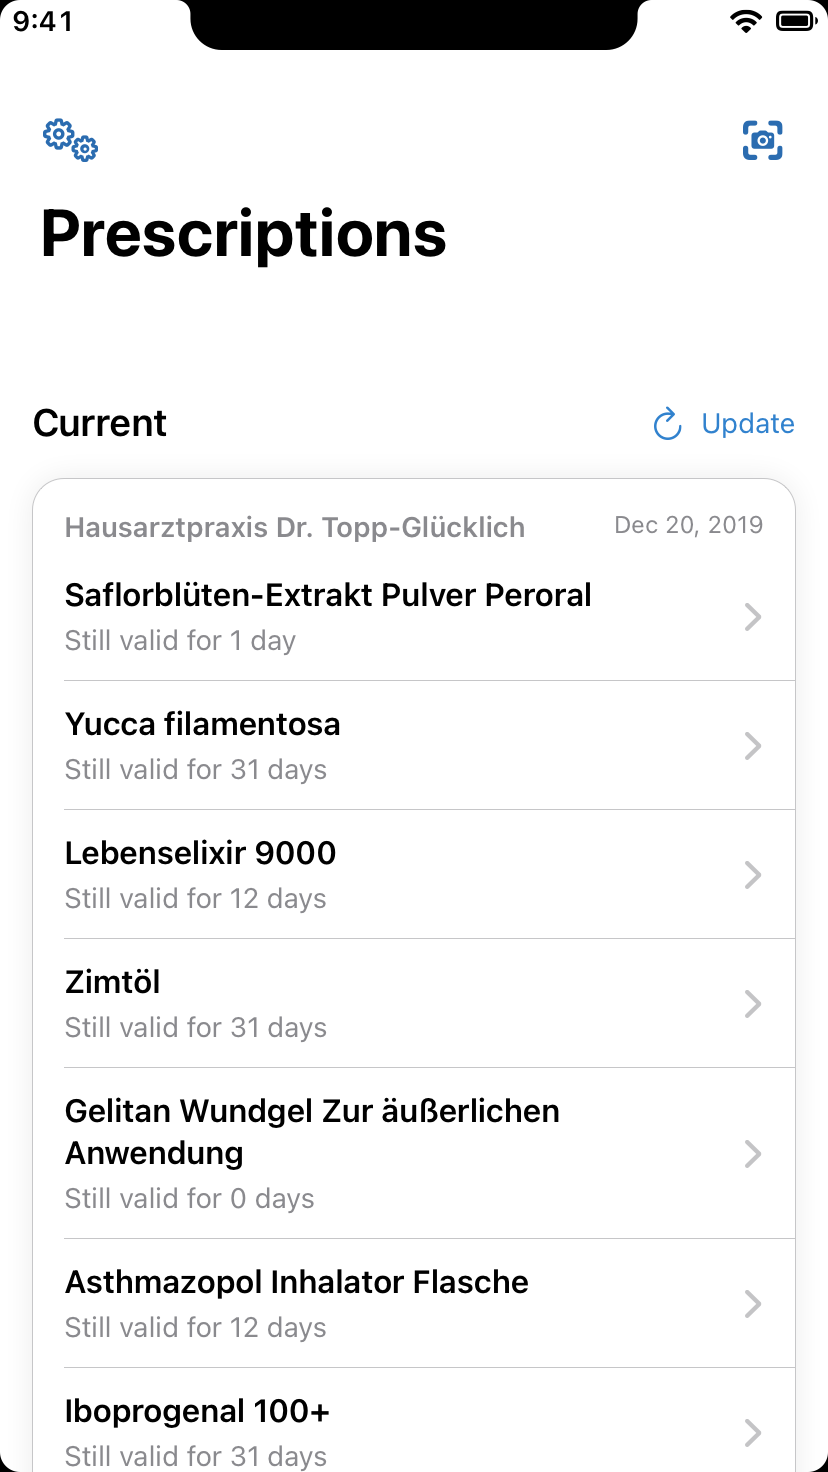 9:41
Prescriptions
Current
Update
Hausarztpraxis Dr. Topp-Glücklich
Dec 20, 2019
Saflorblüten-Extrakt Pulver Peroral
Still valid for 1 day
Yucca filamentosa
Still valid for 31 days
Lebenselixir 9000
Still valid for 12 days
Zimtöl
Still valid for 31 days
Gelitan Wundgel Zur äußerlichen
Anwendung
Still valid for 0 days
Asthmazopol Inhalator Flasche
Still valid for 12 days
Iboprogenal 100+
Still valid for 31 days